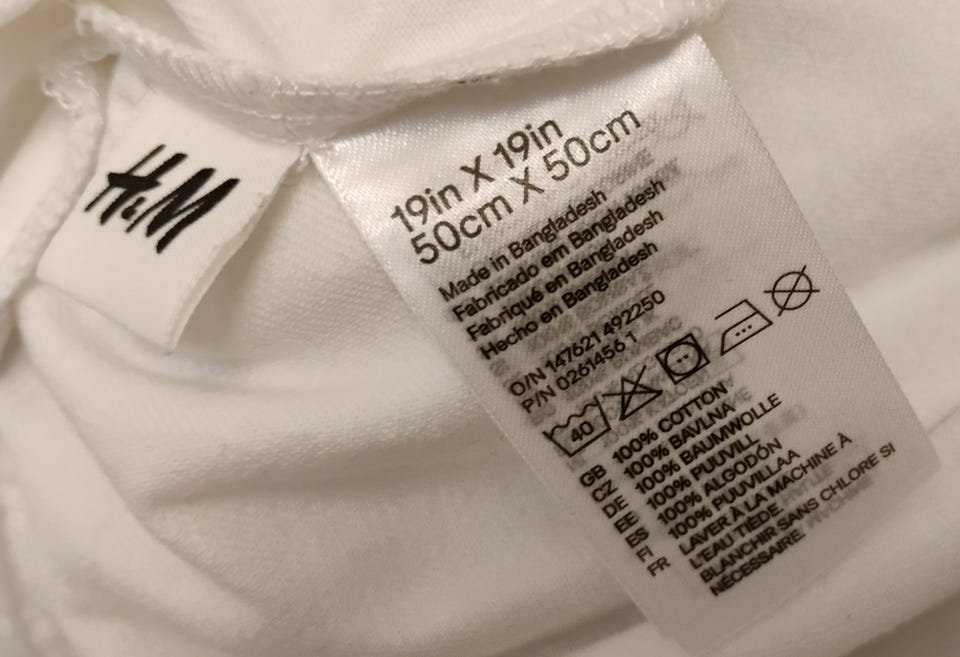 H&M
19in X 19in
50cm X 50cm
Made in Bangladesh
Fabricado em Bangladesh
Fabriqué en Bangladesh
Hecho en Bangladesh
O/N 147621 492250
P/N 0261456 1
40
GB 100% COTTON
CZ 100% BAVLNA
DE 100% BAUMWOLLE
EE 100% PUUVILL
ES 100% ALGODÓN
FI 100% PUUVILLAA
FR LAVER À LA MACHINE À
L'EAU TIÈDE.
BLANCHIR SANS CHLORE SI
NÉCESSAIRE.